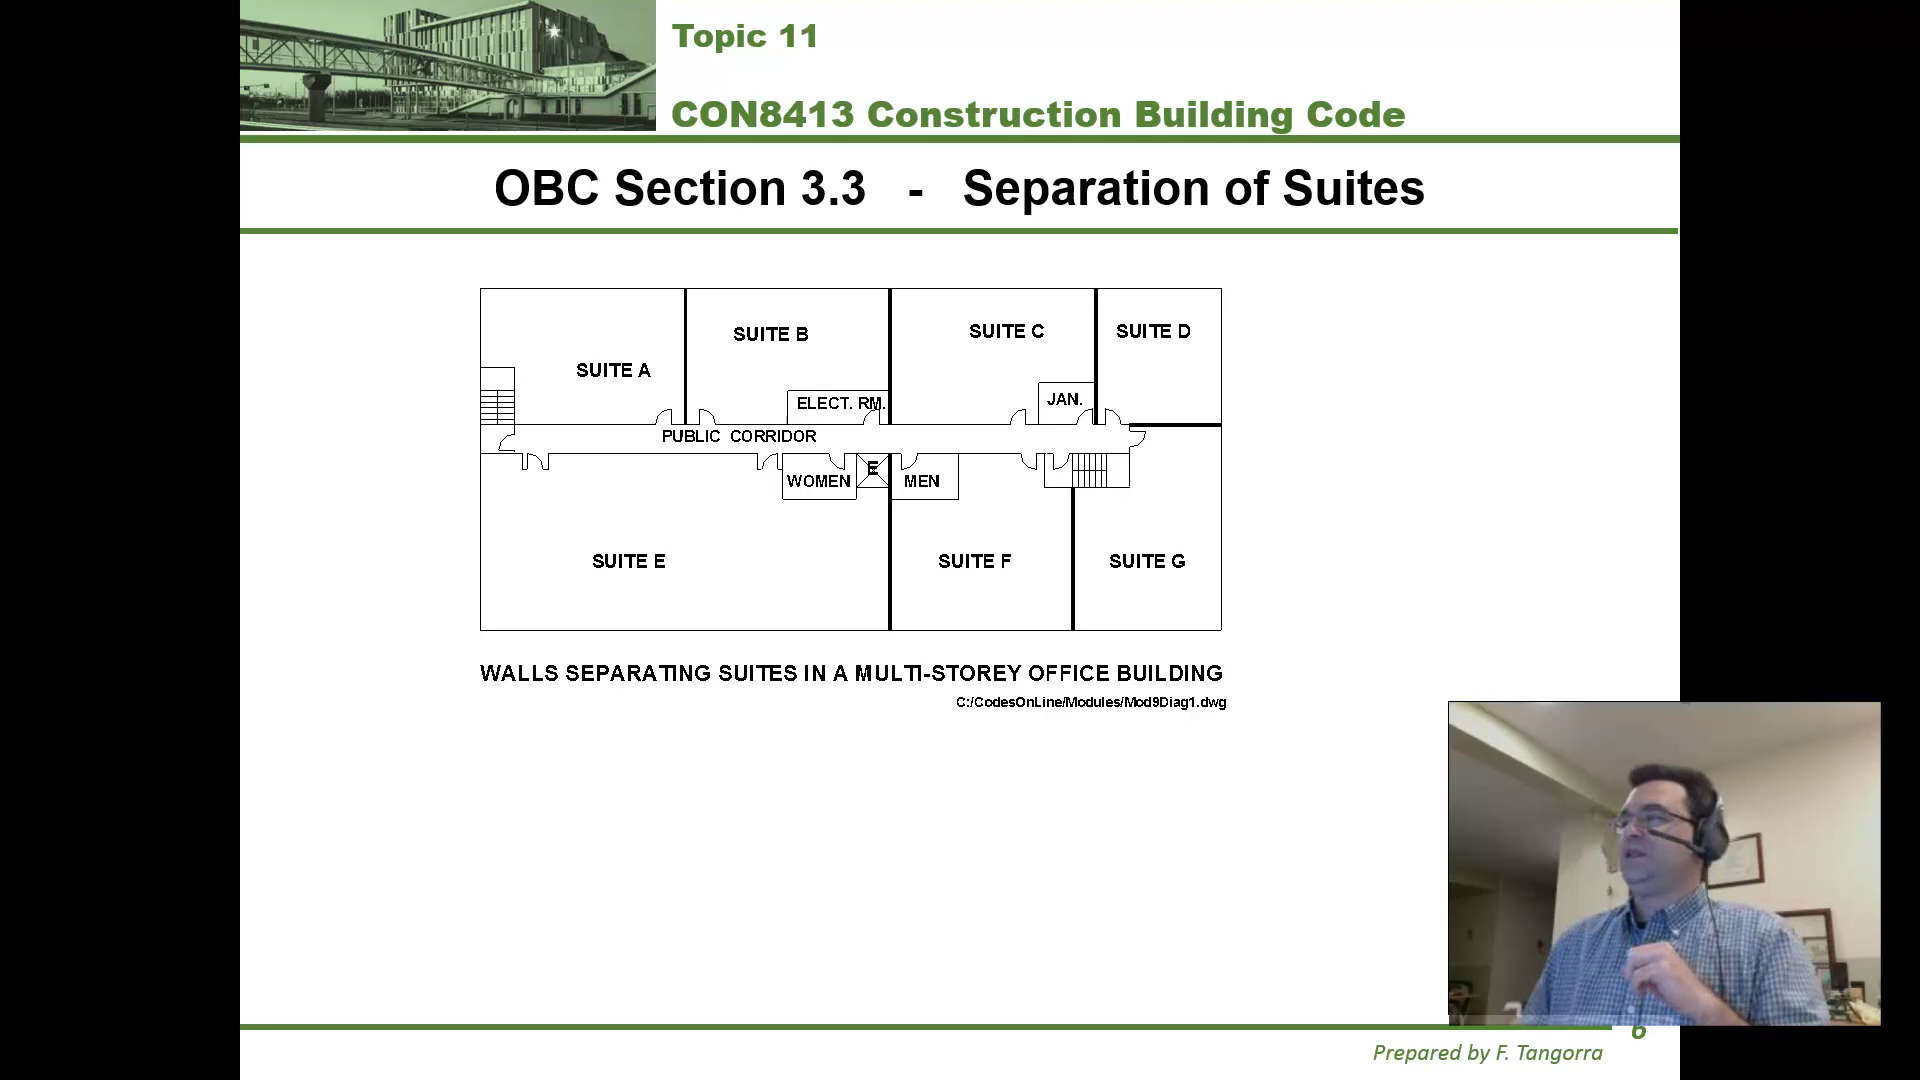 Topic 11
CON8413 Construction Building Code
OBC Section 3.3 - Separation of Suites
SUITE A
SUITE B
SUITE C
SUITE D
ELECT. RM.
JAN.
PUBLIC CORRIDOR
WOMEN
E
MEN
SUITE E
SUITE F
SUITE G
WALLS SEPARATING SUITES IN A MULTI-STOREY OFFICE BUILDING
C:/CodesOnLine/Modules/Mod9Diag1.dwg
6
Prepared by F. Tangorra